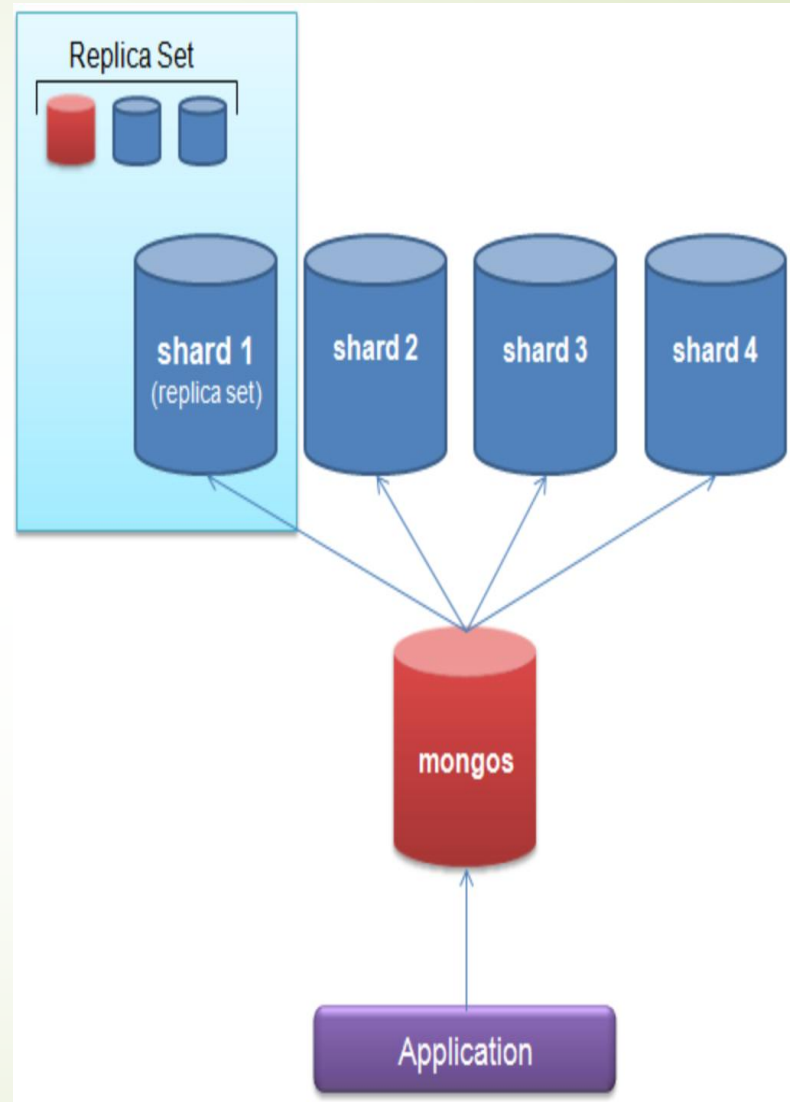 Replica Set
shard 1
(replica set)
shard 2
shard 3
shard 4
mongos
Application